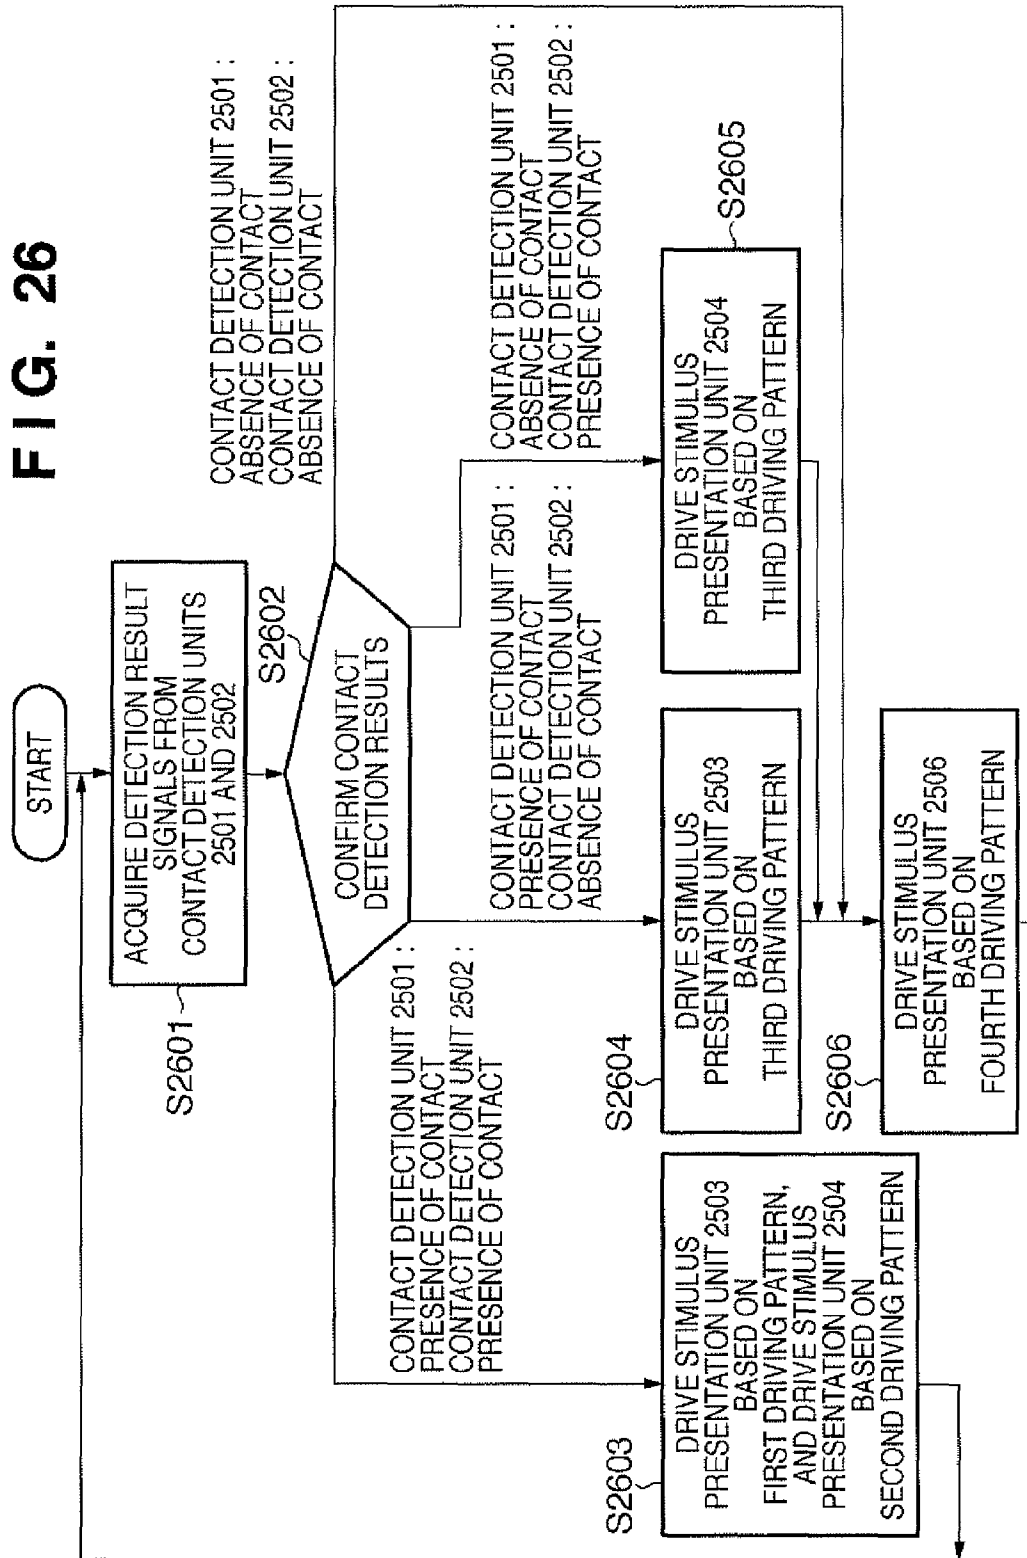 FIG. 26
START
ACQUIRE DETECTION RESULT
SIGNALS FROM
CONTACT DETECTION UNITS
2501 AND 2502
S2601
S2602
CONFIRM CONTACT
DETECTION RESULTS
CONTACT DETECTION UNIT 2501 :
ABSENCE OF CONTACT
CONTACT DETECTION UNIT 2502 :
ABSENCE OF CONTACT
CONTACT DETECTION UNIT 2501 :
PRESENCE OF CONTACT
CONTACT DETECTION UNIT 2502 :
PRESENCE OF CONTACT
CONTACT DETECTION UNIT 2501 :
PRESENCE OF CONTACT
CONTACT DETECTION UNIT 2502 :
ABSENCE OF CONTACT
CONTACT DETECTION UNIT 2501 :
ABSENCE OF CONTACT
CONTACT DETECTION UNIT 2502 :
PRESENCE OF CONTACT
S2603
DRIVE STIMULUS
PRESENTATION UNIT 2503
BASED ON
FIRST DRIVING PATTERN,
AND DRIVE STIMULUS
PRESENTATION UNIT 2504
BASED ON
SECOND DRIVING PATTERN
S2604
DRIVE STIMULUS
PRESENTATION UNIT 2503
BASED ON
THIRD DRIVING PATTERN
S2605
DRIVE STIMULUS
PRESENTATION UNIT 2504
BASED ON
THIRD DRIVING PATTERN
S2606
DRIVE STIMULUS
PRESENTATION UNIT 2506
BASED ON
FOURTH DRIVING PATTERN